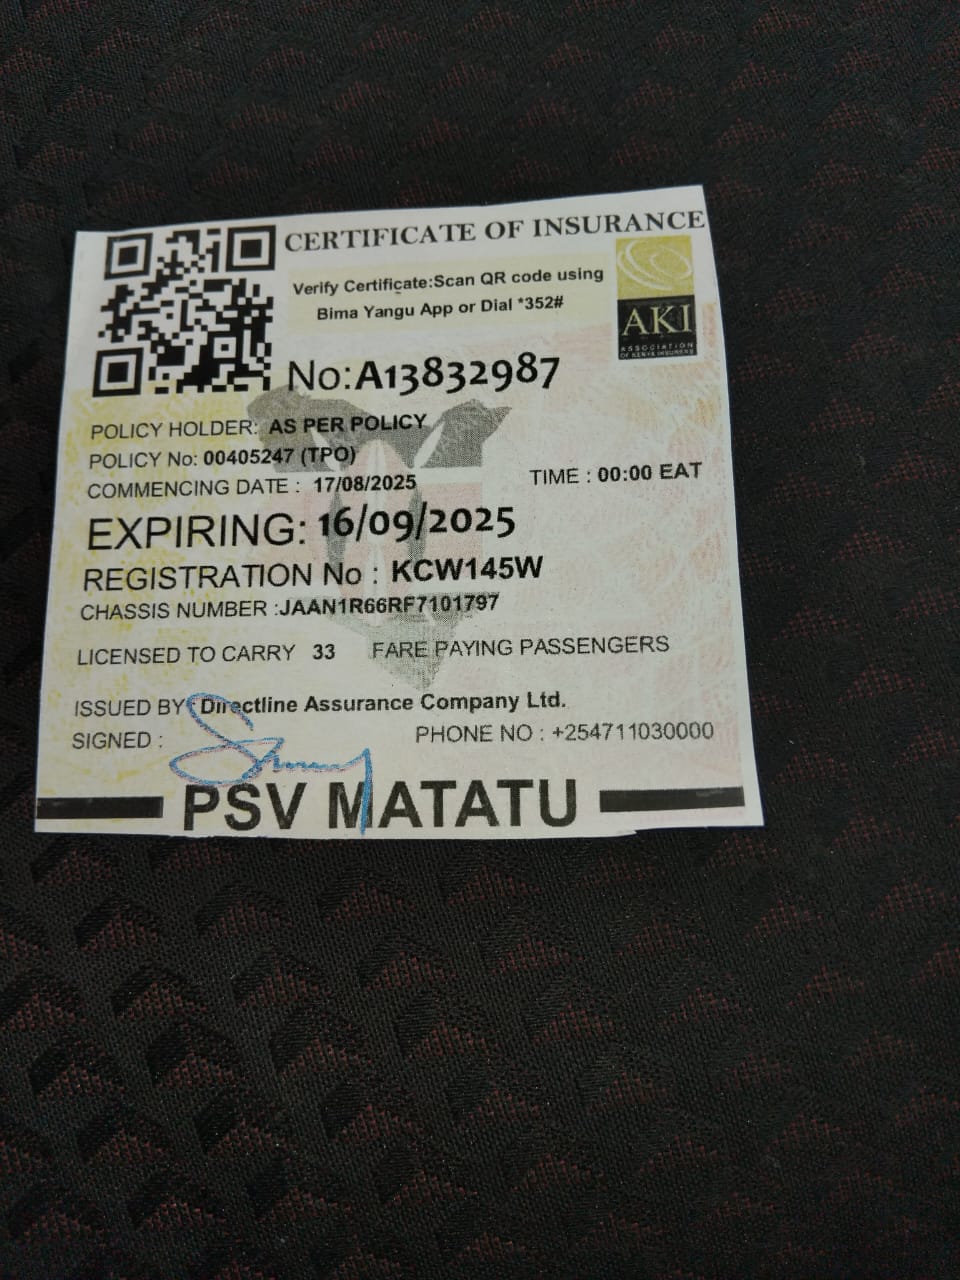 CERTIFICATE OF INSURANCE
Verify Certificate:Scan QR code using
Bima Yangu App or Dial *352#
AKI
ASSOCIATION
OF KENYA INSURERS
No:A13832987
POLICY HOLDER: AS PER POLICY
POLICY No: 00405247 (TPO)
COMMENCING DATE : 17/08/2025 TIME : 00:00 EAT
EXPIRING: 16/09/2025
REGISTRATION No : KCW145W
CHASSIS NUMBER :JAAN1R66RF7101797
LICENSED TO CARRY 33 FARE PAYING PASSENGERS
ISSUED BY: Directline Assurance Company Ltd.
SIGNED : PHONE NO : +254711030000
PSV MATATU